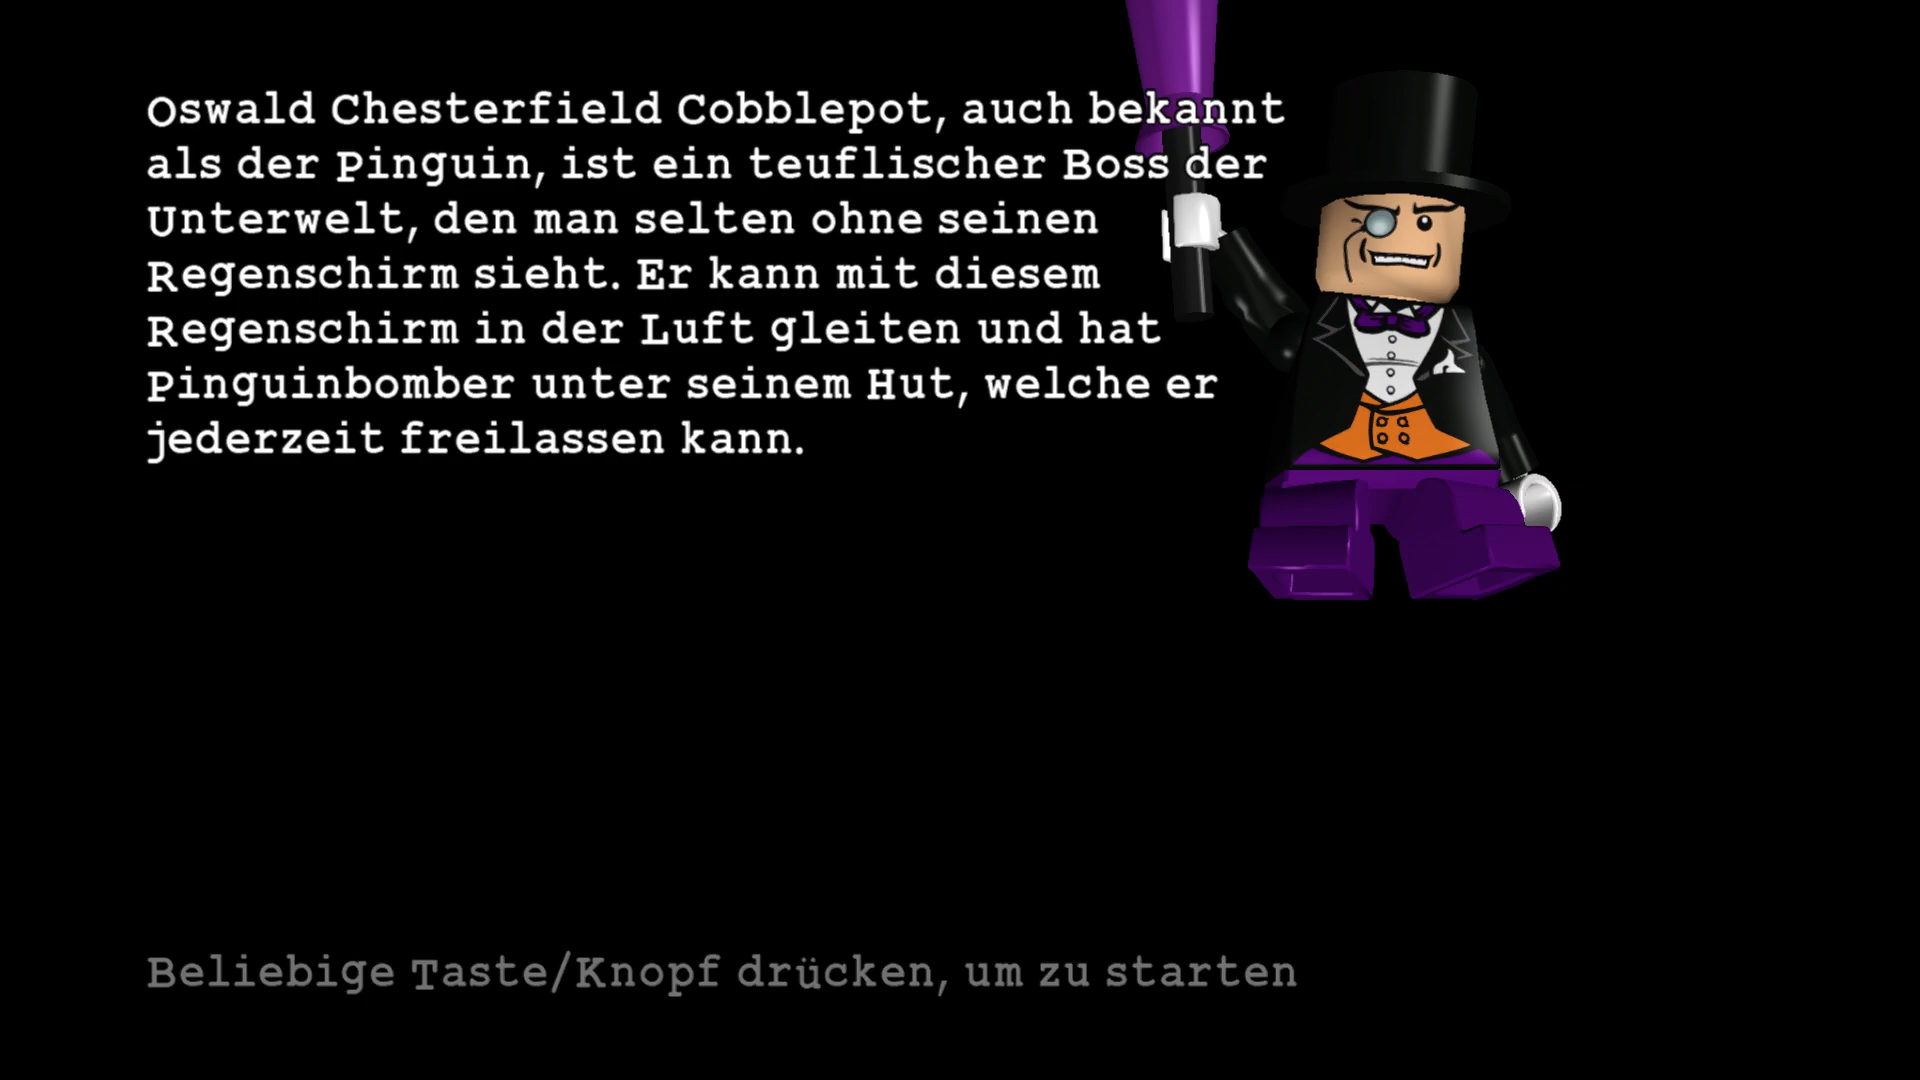 Oswald Chesterfield Cobblepot, auch bekannt
als der Pinguin, ist ein teuflischer Boss der
Unterwelt, den man selten ohne seinen
Regenschirm sieht. Er kann mit diesem
Regenschirm in der Luft gleiten und hat
Pinguinbomber unter seinem Hut, welche er
jederzeit freilassen kann.
Beliebige Taste/Knopf drücken, um zu starten